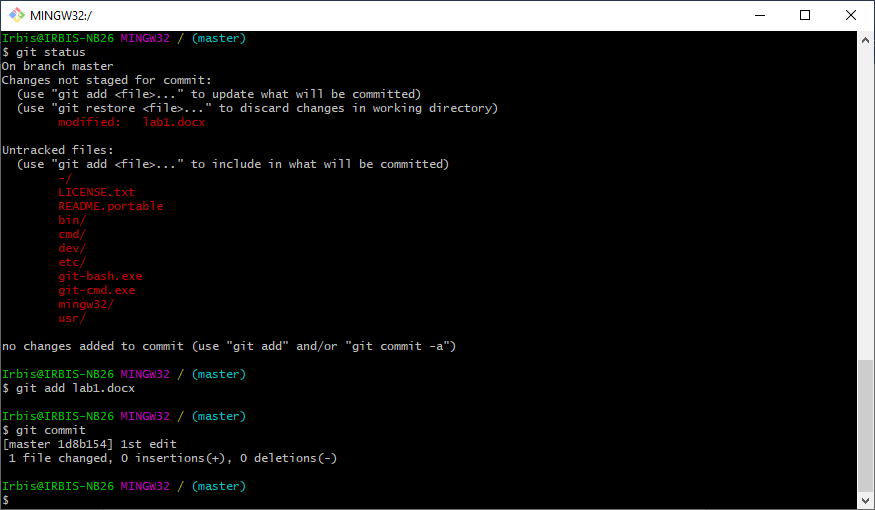 MINGW32:/
Irbis@IRBIS-NB26 MINGW32 / (master)
$ git status
On branch master
Changes not staged for commit:
  (use "git add <file>..." to update what will be committed)
  (use "git restore <file>..." to discard changes in working directory)
        modified:   lab1.docx

Untracked files:
  (use "git add <file>..." to include in what will be committed)
        -/
        LICENSE.txt
        README.portable
        bin/
        cmd/
        dev/
        etc/
        git-bash.exe
        git-cmd.exe
        mingw32/
        usr/

no changes added to commit (use "git add" and/or "git commit -a")

Irbis@IRBIS-NB26 MINGW32 / (master)
$ git add lab1.docx

Irbis@IRBIS-NB26 MINGW32 / (master)
$ git commit
[master 1d8b154] 1st edit
 1 file changed, 0 insertions(+), 0 deletions(-)

Irbis@IRBIS-NB26 MINGW32 / (master)
$